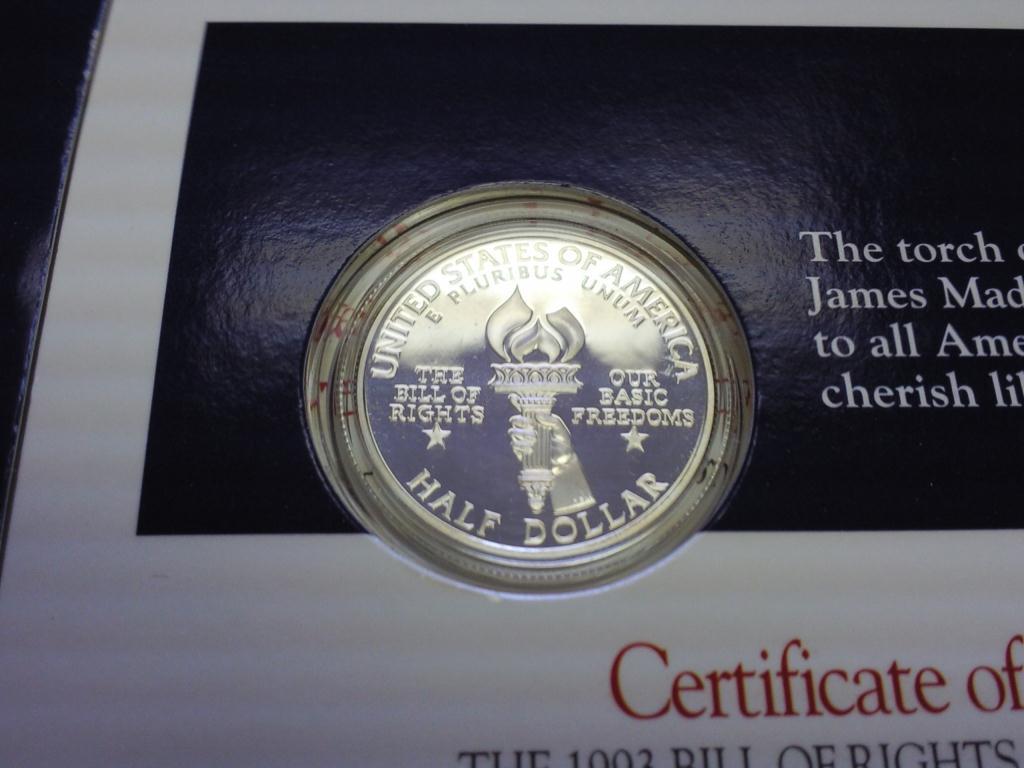 UNITED STATES OF AMERICA
E PLURIBUS UNUM
THE
BILL OF
RIGHTS
OUR
BASIC
FREEDOMS
HALF DOLLAR
The torch
James Mad
to all Ame
cherish li
Certificate of
THE 1993 BILL OF RIGHTS